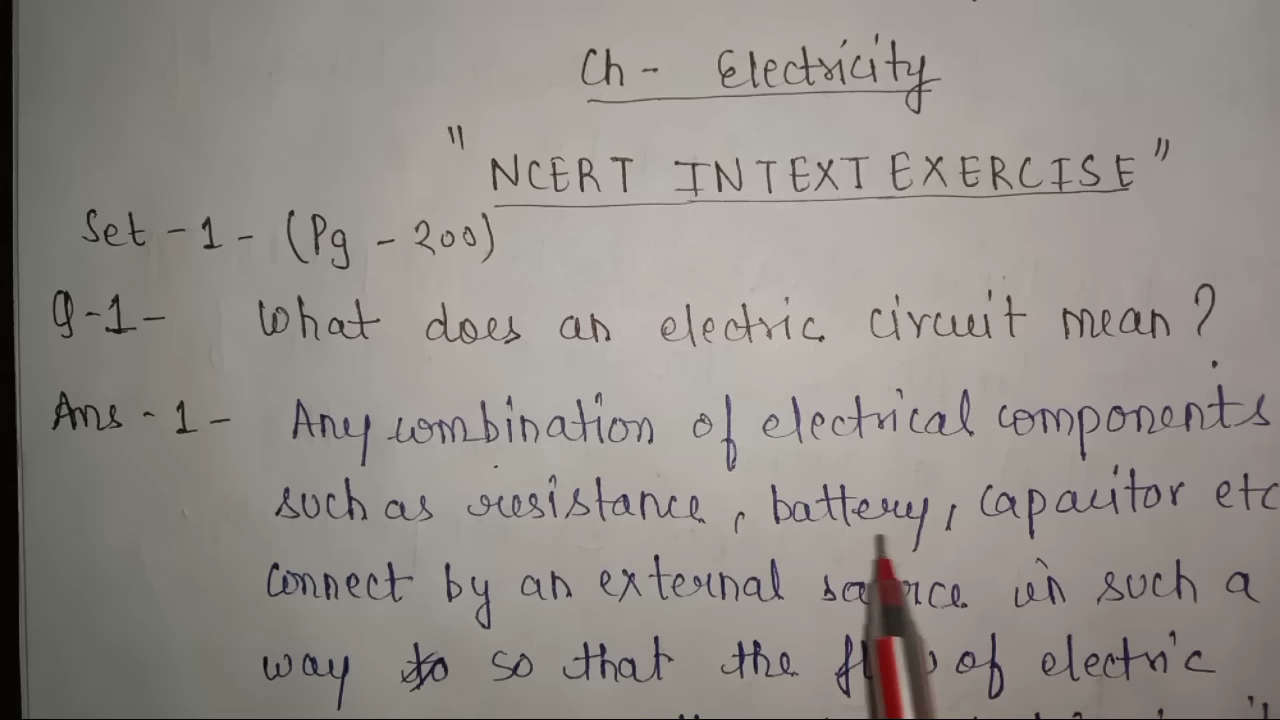 Ch - Electricity
"NCERT INTEXT EXERCISE"
Set - 1 - (Pg - 200)
Q-1- What does an electric circuit mean?
Ans - 1 - Any combination of electrical components
such as resistance, battery, capacitor etc
connect by an external source in such a
way so that the flow of electric